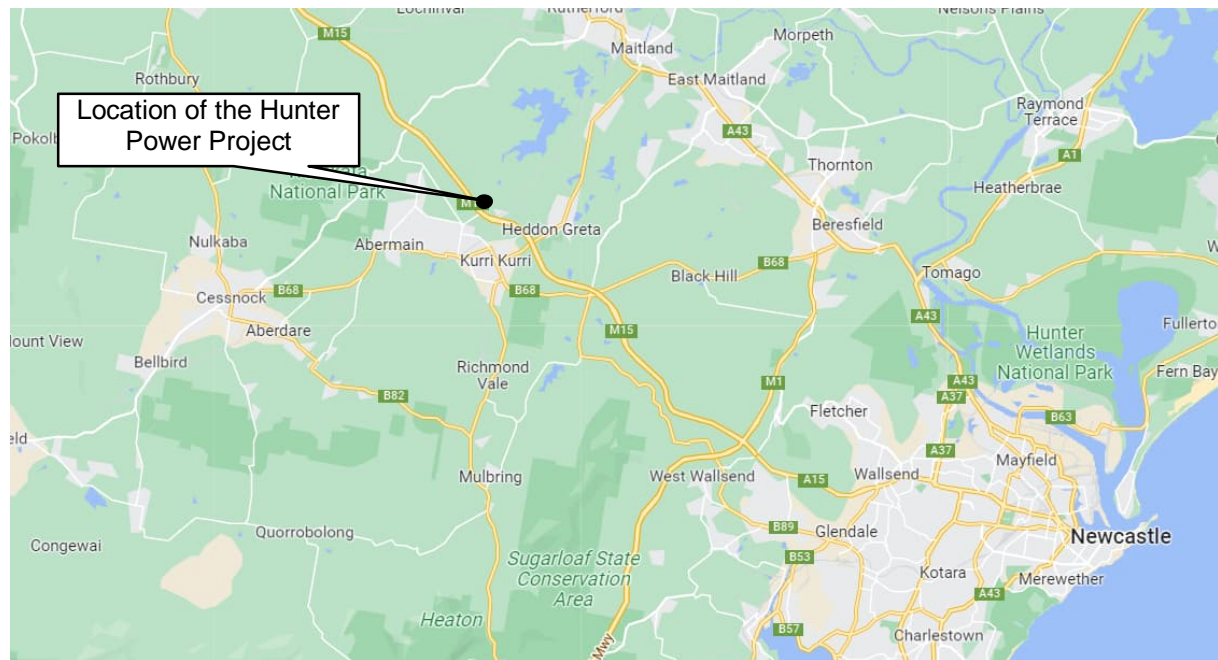 Lochinvar
Rutherford
Nelsons Plains
M15
Maitland
Morpeth
Rothbury
East Maitland
Location of the Hunter
Power Project
Raymond
Terrace
A43
A1
Thornton
National Park
Heatherbrae
Heddon Greta
Beresfield
Nulkaba
Abermain
Kurri Kurri
Black Hill
B68
Tomago
Cessnock
B68
B68
A43
Aberdare
M15
Hunter
Wetlands
National Park
ount View
Bellbird
Richmond
Vale
Fern Bay
M1
A43
A37
B82
Fletcher
B63
A37
Mayfield
Mulbring
West Wallsend
A15
Wallsend
Quorrobolong
B89
Glendale
Newcastle
Congewai
Sugarloaf State
Conservation
Area
B53
Kotara
Merewether
A43
Heaton
B57
Charlestown
Mwy